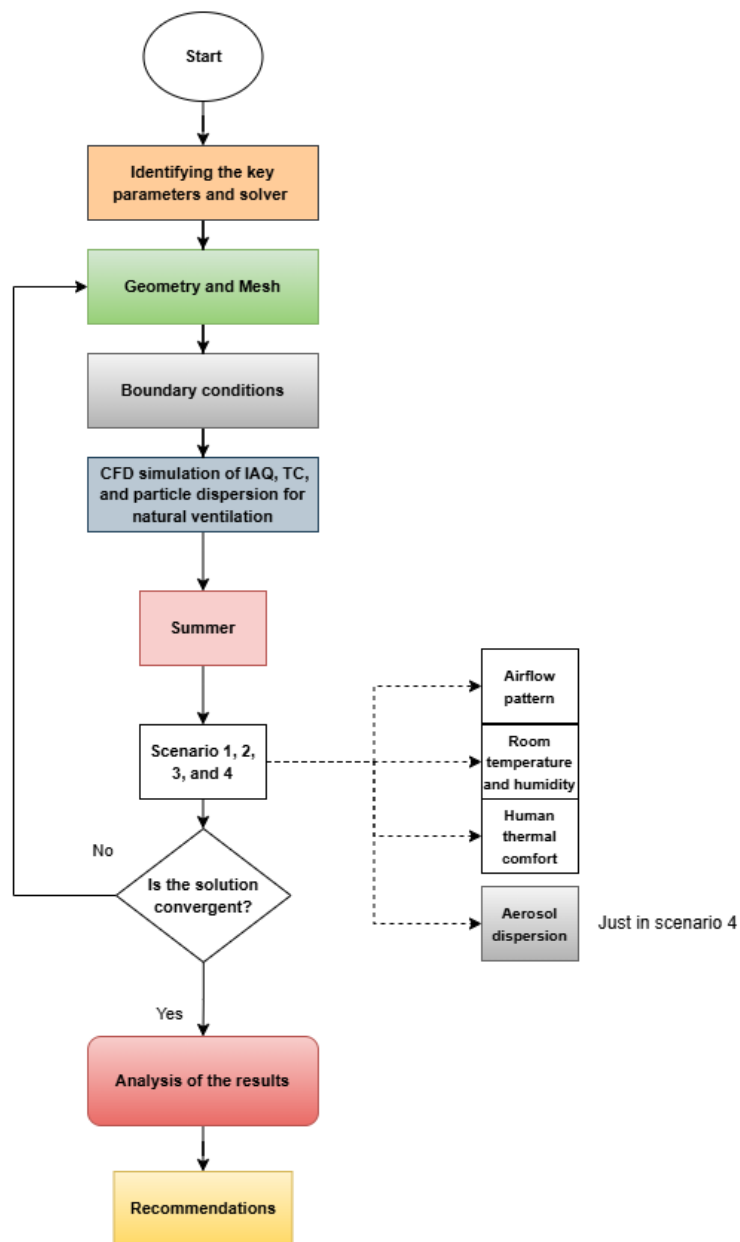 Start
Identifying the key
parameters and solver
Geometry and Mesh
Boundary conditions
CFD simulation of IAQ, TC,
and particle dispersion for
natural ventilation
Summer
Scenario 1, 2,
3, and 4
Airflow
pattern
Room
temperature
and humidity
Human
thermal
comfort
Aerosol
dispersion
Just in scenario 4
Is the solution
convergent?
No
Yes
Analysis of the results
Recommendations